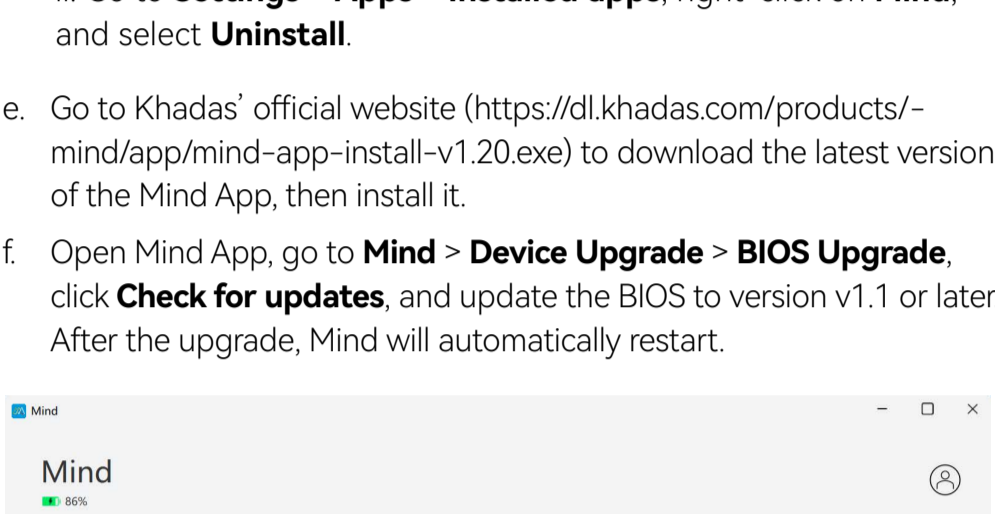 and select Uninstall.
e. Go to Khadas’ official website (https://dl.khadas.com/products/-
mind/app/mind-app-install-v1.20.exe) to download the latest version
of the Mind App, then install it.
f. Open Mind App, go to Mind > Device Upgrade > BIOS Upgrade,
click Check for updates, and update the BIOS to version v1.1 or later
After the upgrade, Mind will automatically restart.
Mind
Mind
86%